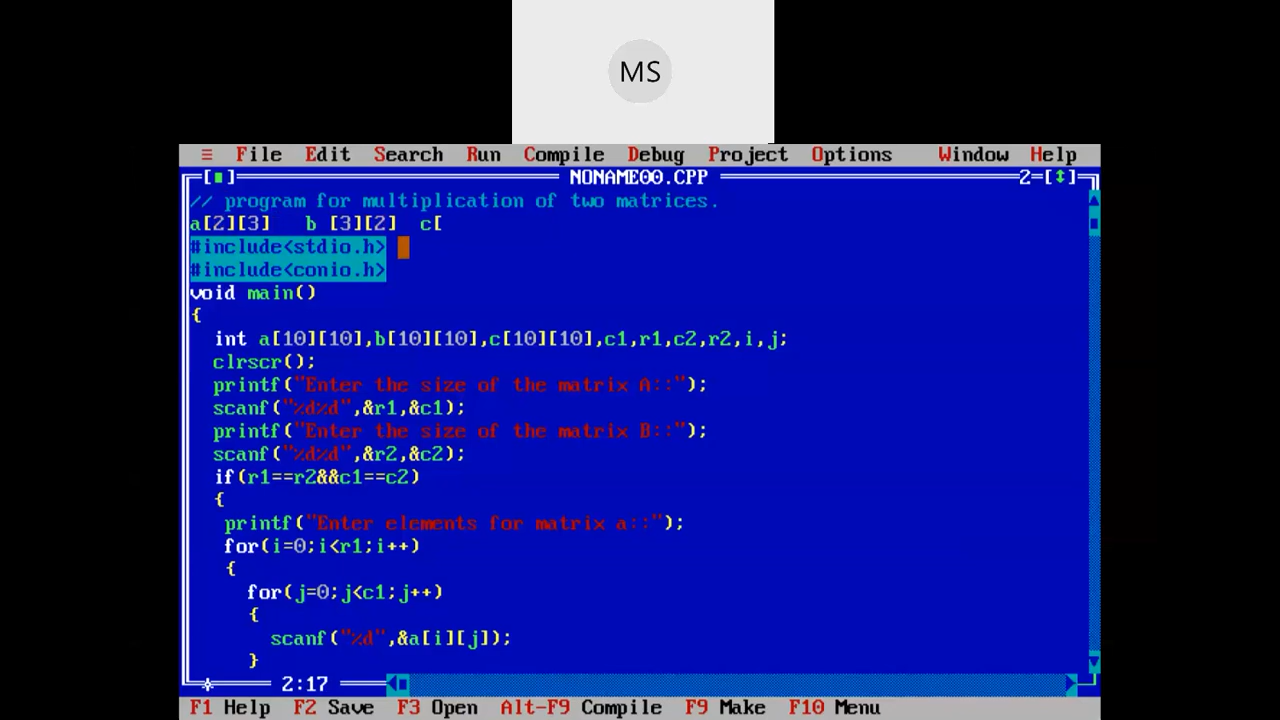 MS
≡ File Edit Search Run Compile Debug Project Options Window Help
[■] NONAME00.CPP 2=[↕]
// program for multiplication of two matrices.
a[2][3]   b [3][2]  c[
#include<stdio.h>
#include<conio.h>
void main()
{
int a[10][10],b[10][10],c[10][10],c1,r1,c2,r2,i,j;
clrscr();
printf("Enter the size of the matrix A::");
scanf("%d%d",&r1,&c1);
printf("Enter the size of the matrix B::");
scanf("%d%d",&r2,&c2);
if(r1==r2&&c1==c2)
{
printf("Enter elements for matrix a::");
for(i=0;i<r1;i++)
{
for(j=0;j<c1;j++)
{
scanf("%d",&a[i][j]);
}
2:17
F1 Help F2 Save F3 Open Alt-F9 Compile F9 Make F10 Menu